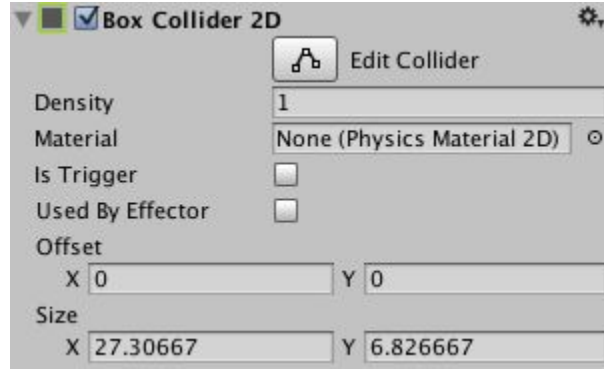 Box Collider 2D
Edit Collider
Density 1
Material None (Physics Material 2D)
Is Trigger
Used By Effector
Offset
X 0 Y 0
Size
X 27.30667 Y 6.826667